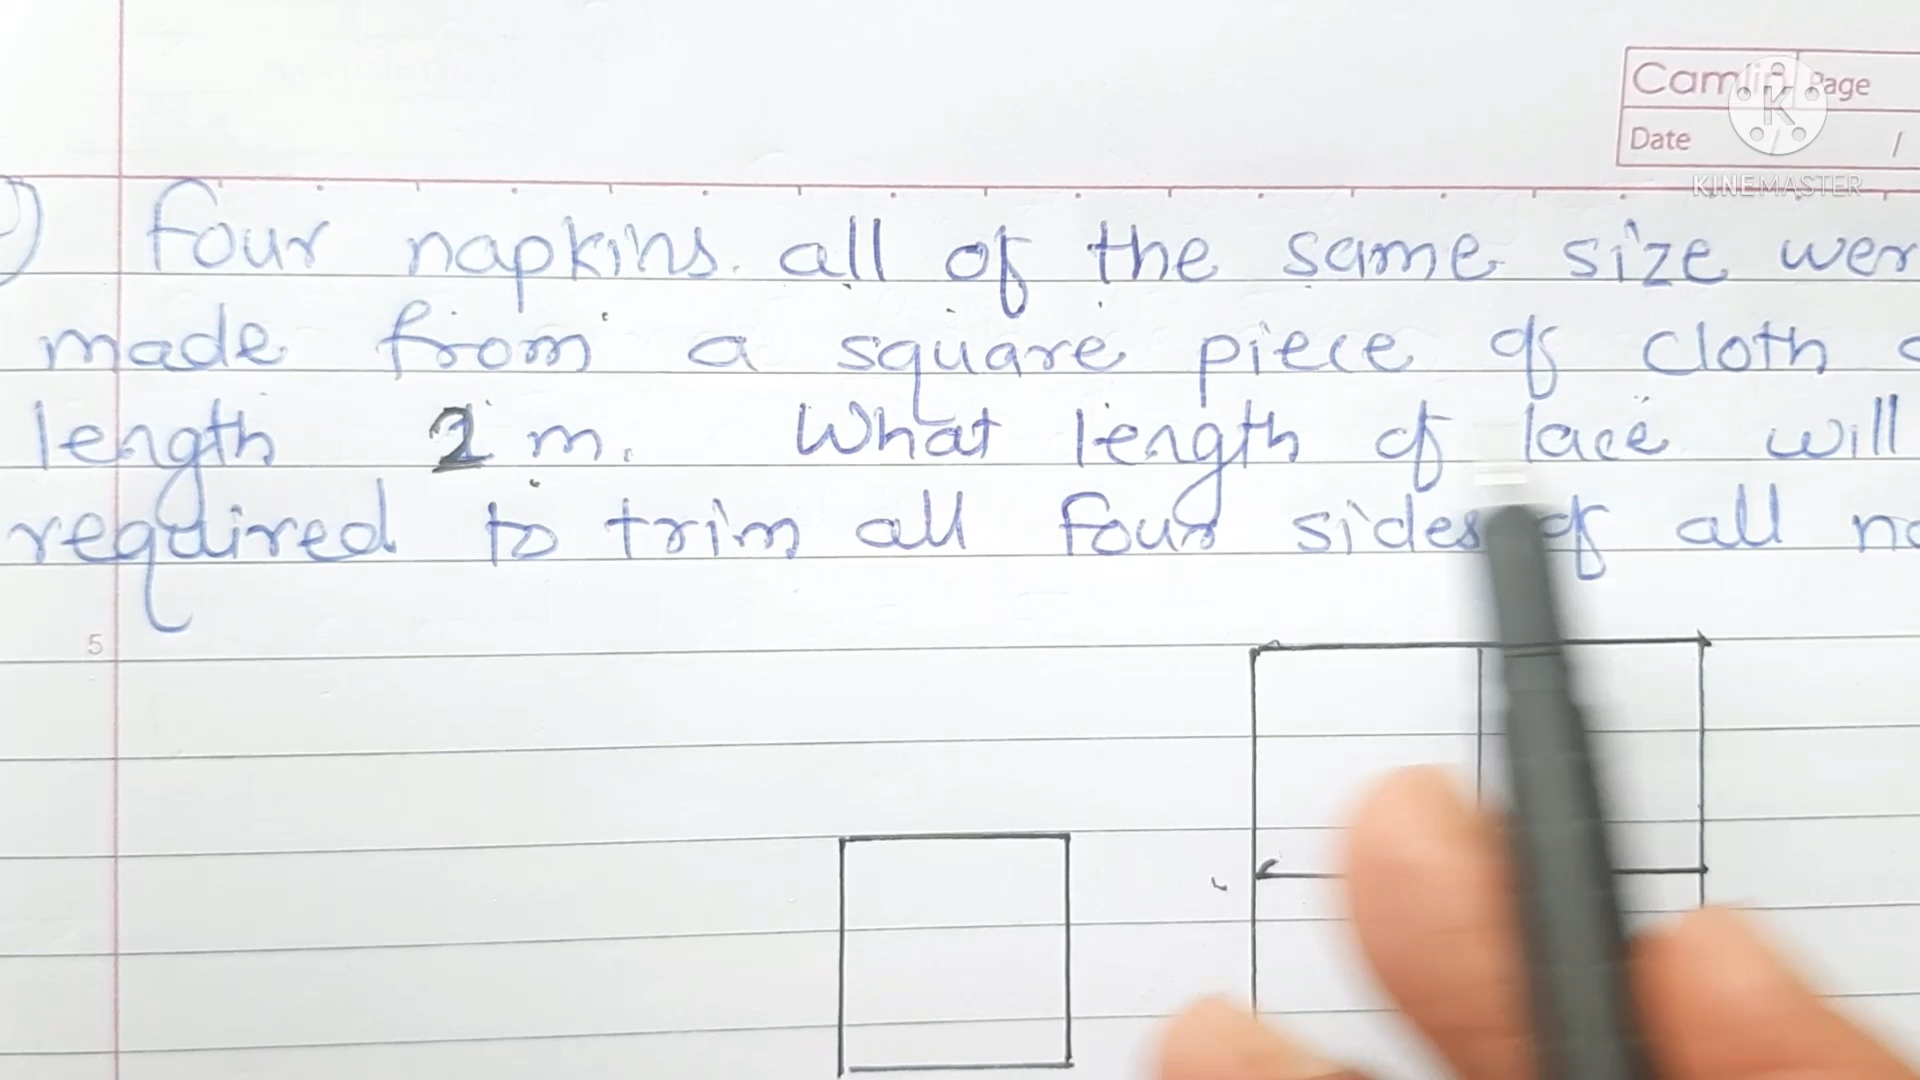 Camlin Page
Date /
KINEMASTER
Four napkins all of the same size wer
made from a square piece of cloth
length 2 m. What length of lace will
required to trim all four sides of all
5